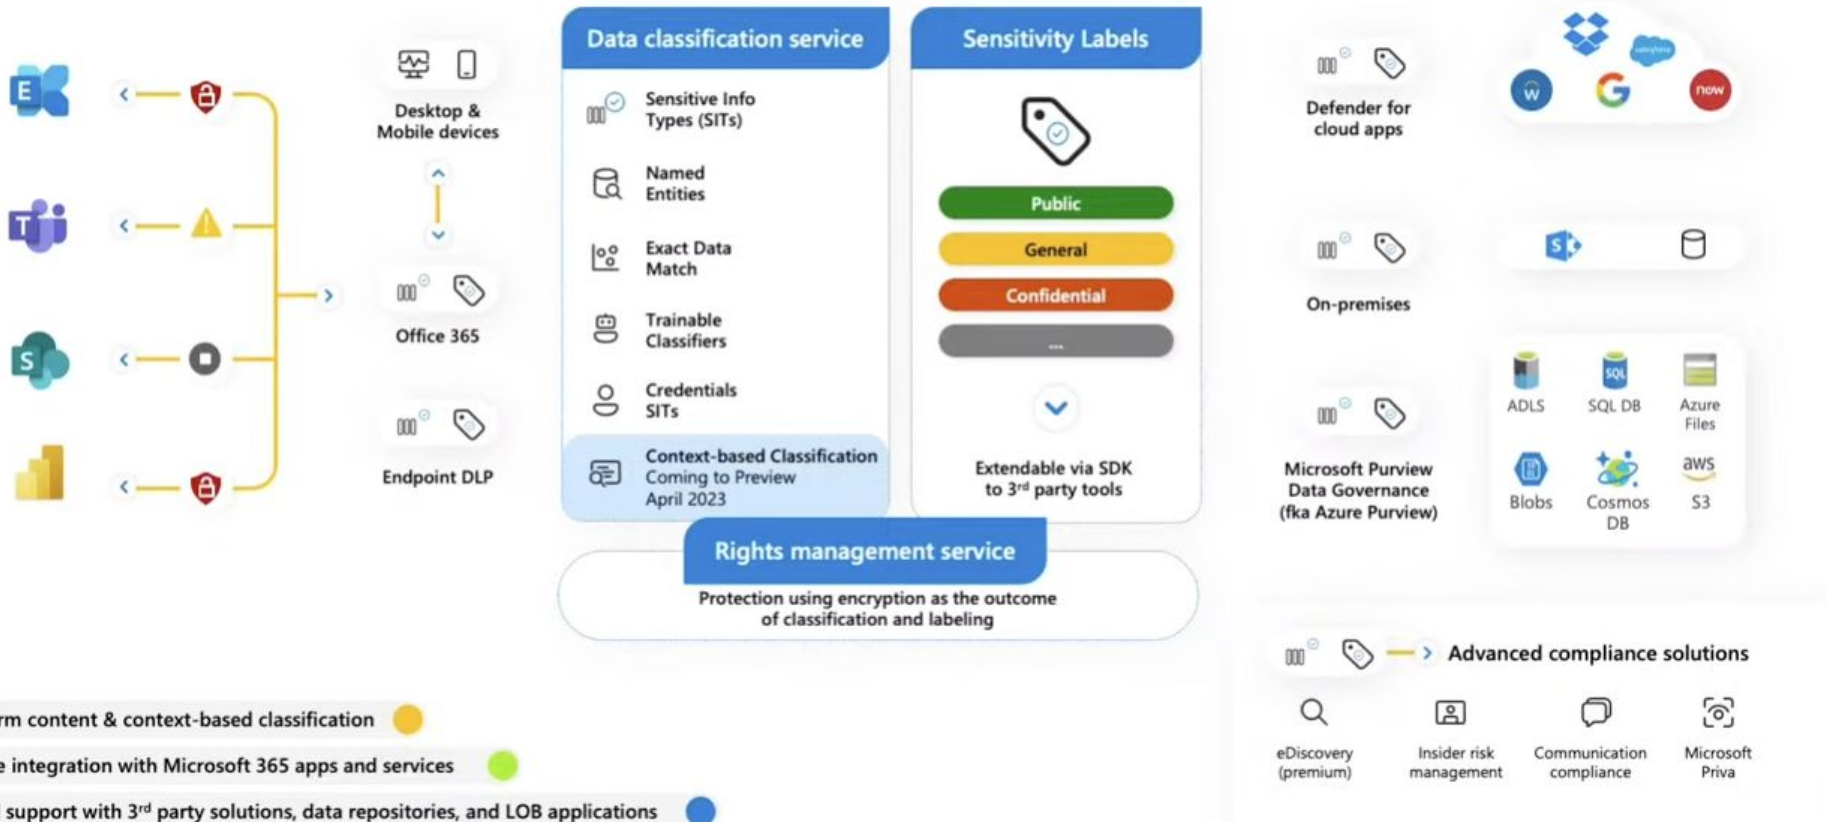 Desktop &
Mobile devices
Office 365
Endpoint DLP
Data classification service
Sensitive Info
Types (SITs)
Named
Entities
Exact Data
Match
Trainable
Classifiers
Credentials
SITs
Context-based Classification
Coming to Preview
April 2023
Sensitivity Labels
Public
General
Confidential
...
Extendable via SDK
to 3rd party tools
Rights management service
Protection using encryption as the outcome
of classification and labeling
Defender for
cloud apps
salesforce
W
G
now
On-premises
S
Microsoft Purview
Data Governance
(fka Azure Purview)
ADLS
SQL
SQL DB
Azure
Files
Blobs
Cosmos
DB
aws
S3
Advanced compliance solutions
eDiscovery
(premium)
Insider risk
management
Communication
compliance
Microsoft
Priva
E
T
S
rm content & context-based classification
e integration with Microsoft 365 apps and services
support with 3rd party solutions, data repositories, and LOB applications